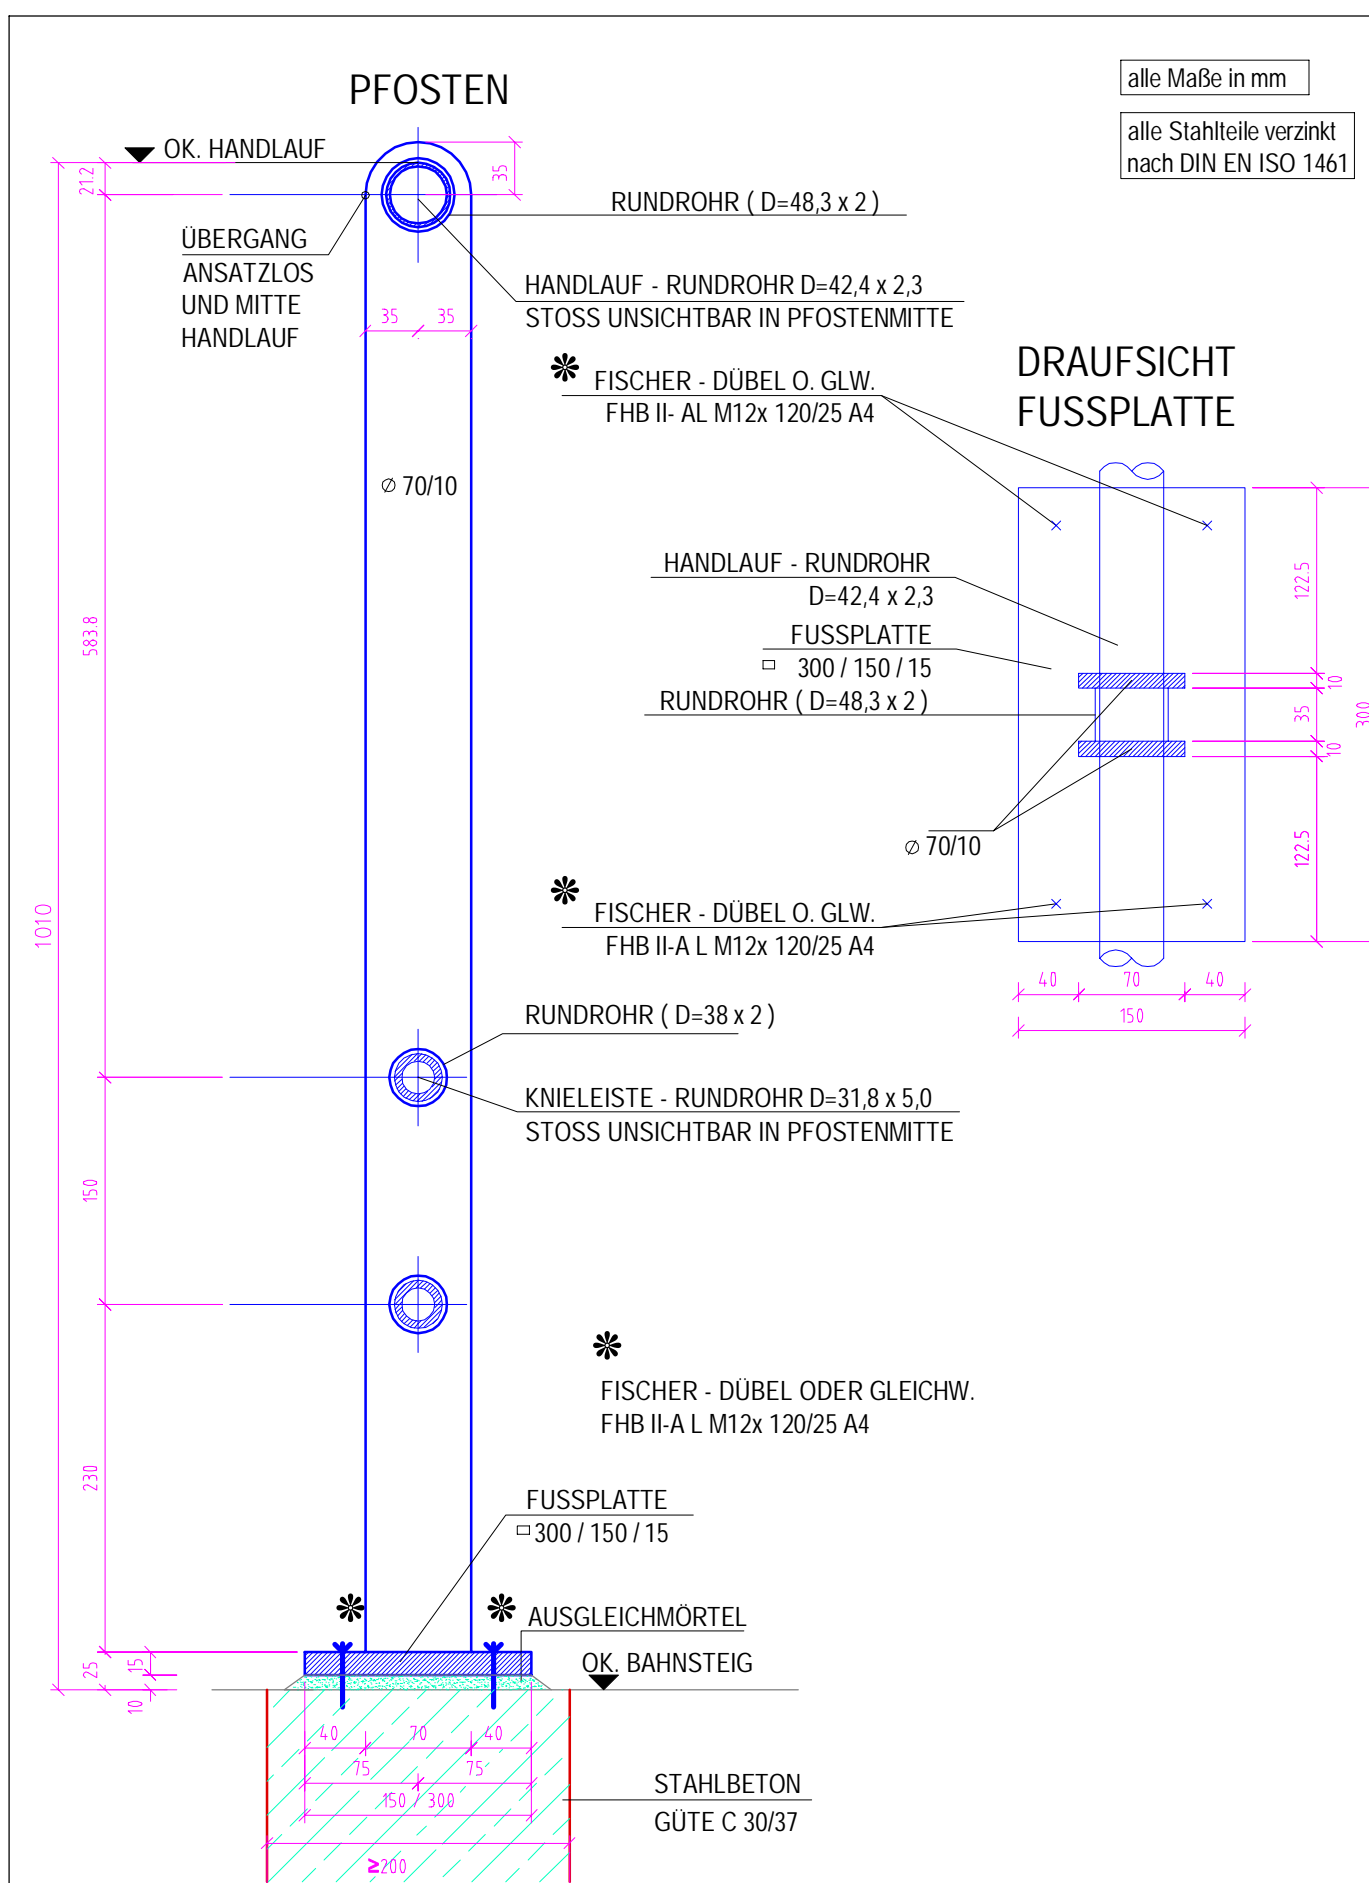 PFOSTEN
alle Maße in mm
alle Stahlteile verzinkt
nach DIN EN ISO 1461
OK. HANDLAUF
21.2
35
RUNDROHR ( D=48,3 x 2 )
ÜBERGANG
ANSATZLOS
UND MITTE
HANDLAUF
HANDLAUF - RUNDROHR D=42,4 x 2,3
STOSS UNSICHTBAR IN PFOSTENMITTE
35 35
FISCHER - DÜBEL O. GLW.
FHB II- AL M12x 120/25 A4
DRAUFSICHT
FUSSPLATTE
∅ 70/10
HANDLAUF - RUNDROHR
D=42,4 x 2,3
FUSSPLATTE
□ 300 / 150 / 15
RUNDROHR ( D=48,3 x 2 )
∅ 70/10
122.5
10
35
10
300
122.5
583.8
1010
FISCHER - DÜBEL O. GLW.
FHB II-A L M12x 120/25 A4
40 70 40
150
RUNDROHR ( D=38 x 2 )
KNIELEISTE - RUNDROHR D=31,8 x 5,0
STOSS UNSICHTBAR IN PFOSTENMITTE
150
230
FISCHER - DÜBEL ODER GLEICHW.
FHB II-A L M12x 120/25 A4
FUSSPLATTE
□ 300 / 150 / 15
AUSGLEICHMÖRTEL
OK. BAHNSTEIG
25
15
10
40 70 40
75 75
150 / 300
≥200
STAHLBETON
GÜTE C 30/37